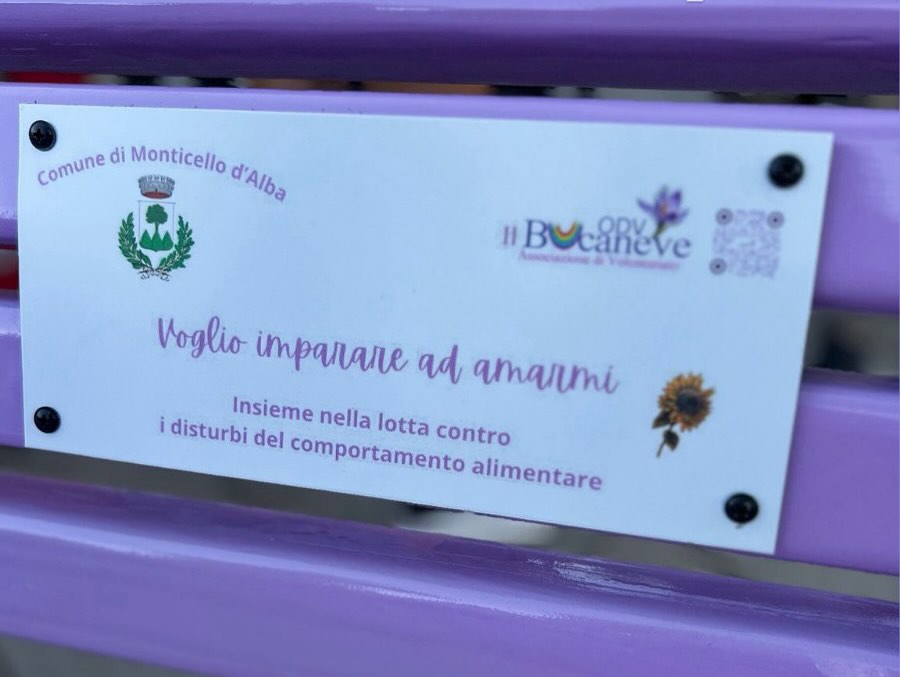 Comune di Monticello d'Alba
Il Bucaneve ODV
Associazione di Volontariato
Voglio imparare ad amarmi
Insieme nella lotta contro
i disturbi del comportamento alimentare